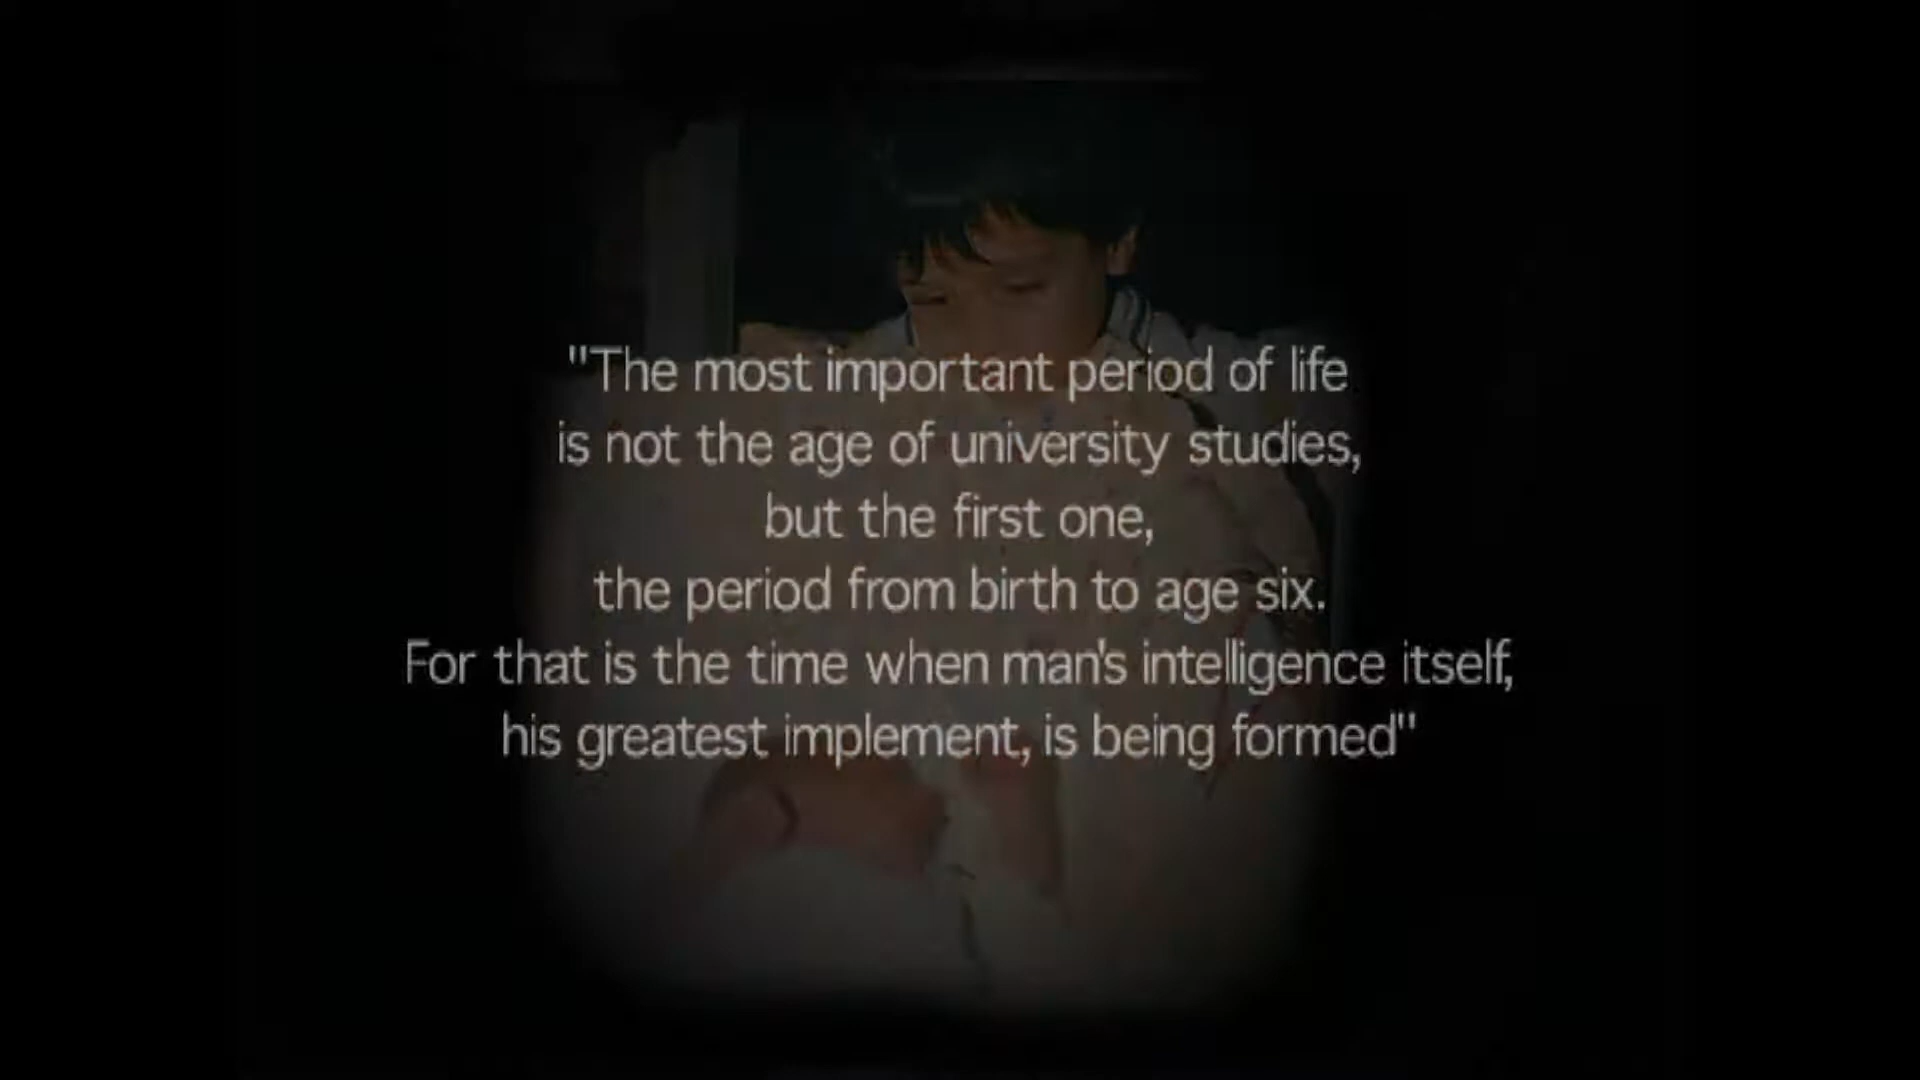 "The most important period of life
is not the age of university studies,
but the first one,
the period from birth to age six.
For that is the time when man's intelligence itself,
his greatest implement, is being formed"